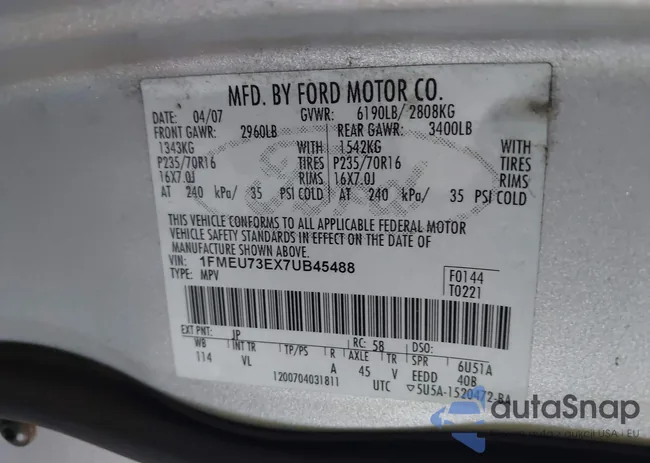 MFD. BY FORD MOTOR CO.
DATE: 04/07 GVWR: 6190LB/ 2808KG
FRONT GAWR: 2960LB REAR GAWR: 3400LB
1343KG WITH 1542KG WITH
P235/70R16 TIRES P235/70R16 TIRES
16X7.0J RIMS 16X7.0J RIMS
AT 240 kPa/ 35 PSI COLD AT 240 kPa/ 35 PSI COLD
THIS VEHICLE CONFORMS TO ALL APPLICABLE FEDERAL MOTOR
VEHICLE SAFETY STANDARDS IN EFFECT ON THE DATE OF
MANUFACTURE SHOWN ABOVE.
VIN: 1FMEU73EX7UB45488 F0144
TYPE: MPV T0221
EXT PNT: JP RC: 58 DSO:
WB INT TR TP/PS R AXLE TR SPR 6U51A
114 VL A 45 V EEDD 40B
1200704031811 UTC ▽5U5A-1520472-BA
autoSnap